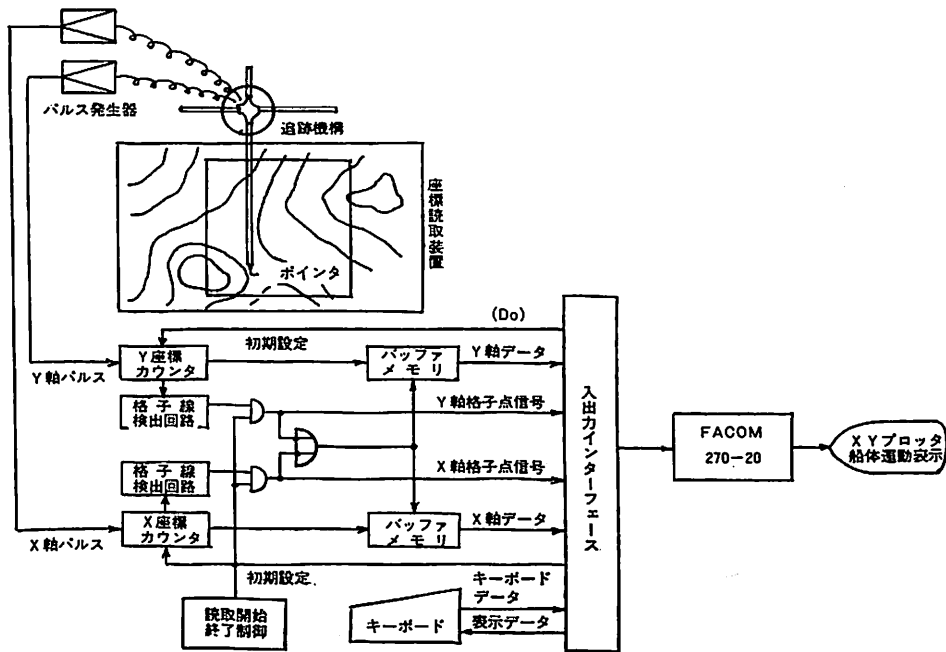 パルス発生器
追跡機構
座標読取装置
ポインタ
(Do)
Y座標
カウンタ
初期設定
バッファ
メモリ
Y軸データ
Y軸パルス
格子線
検出回路
Y軸格子点信号
入出力インターフェース
FACOM
270-20
XYプロッタ
船体運動表示
格子線
検出回路
X軸格子点信号
X座標
カウンタ
バッファ
メモリ
X軸データ
X軸パルス
初期設定
キーボード
データ
読取開始
終了制御
キーボード
表示データ